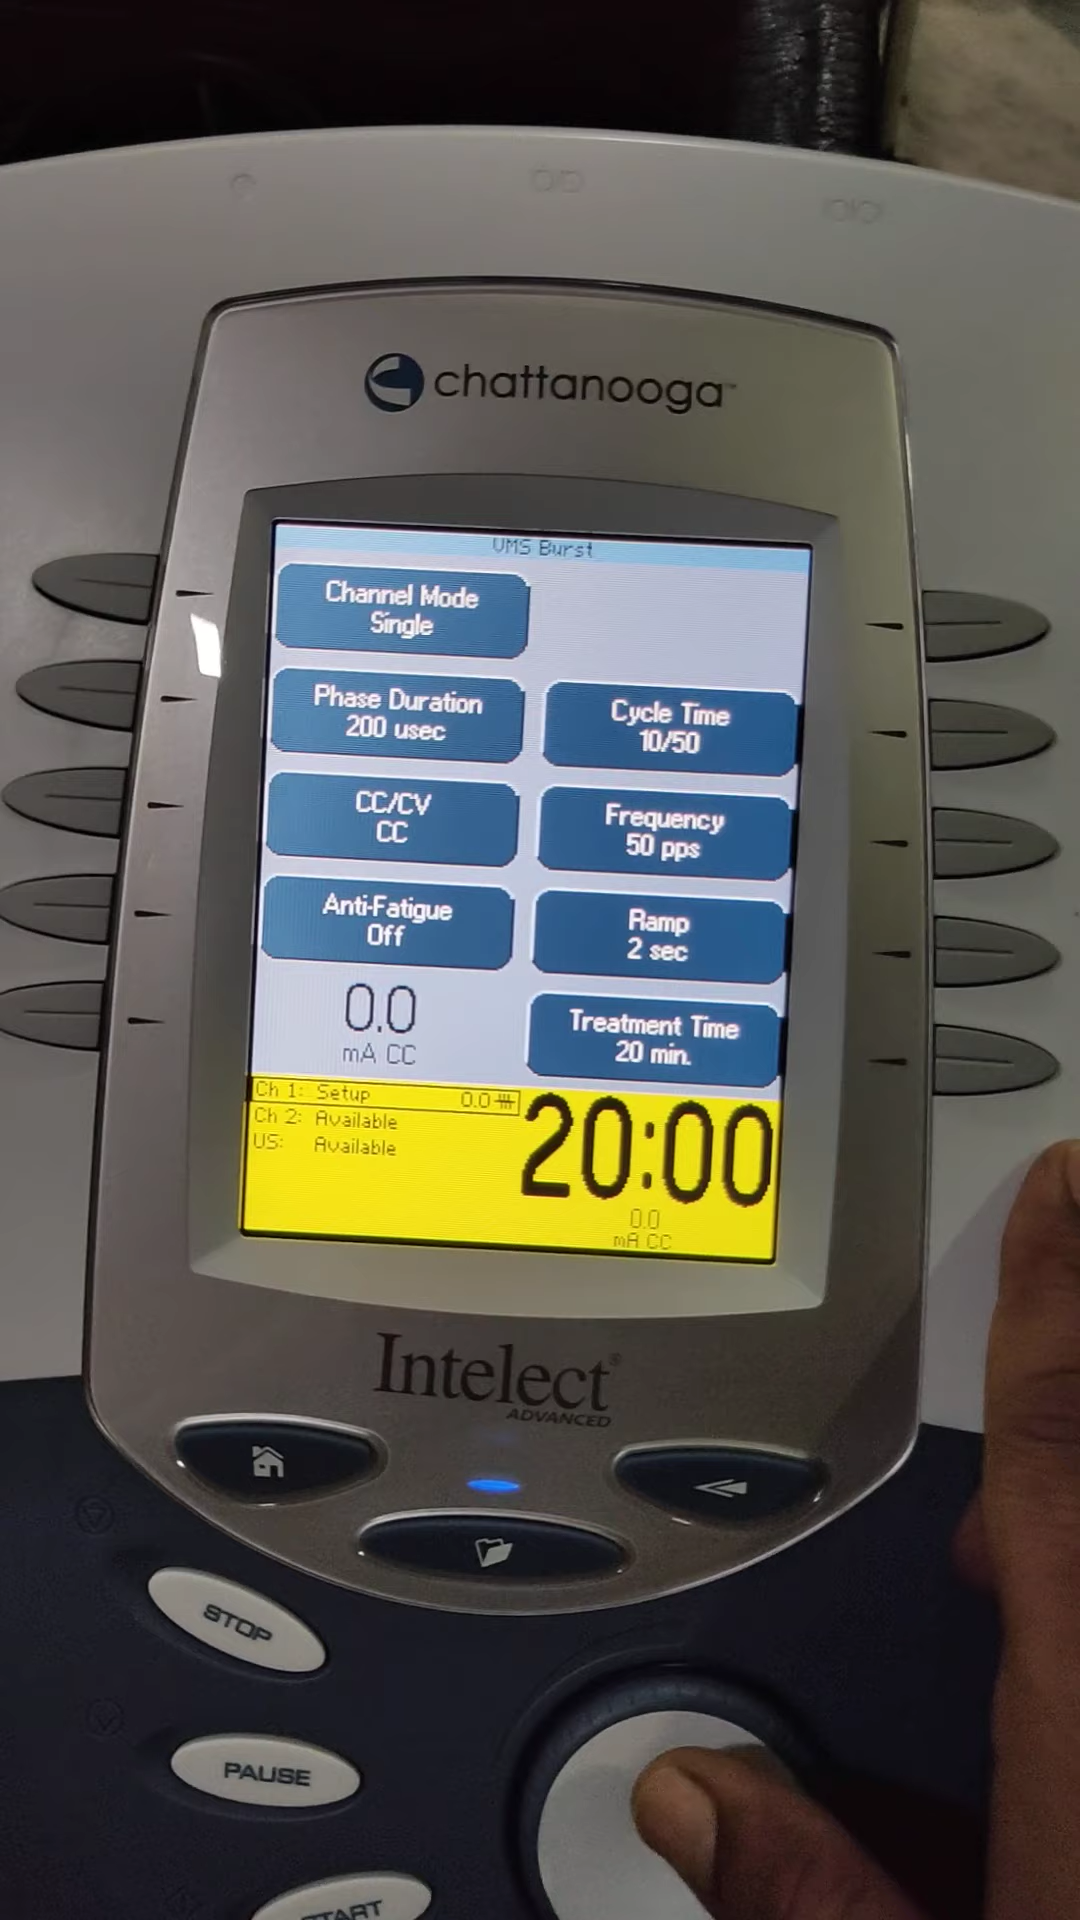 chattanooga™
VMS Burst
Channel Mode
Single
Phase Duration
200 usec
Cycle Time
10/50
CC/CV
CC
Frequency
50 pps
Anti-Fatigue
Off
Ramp
2 sec
0.0
mA CC
Treatment Time
20 min.
Ch 1: Setup 0.0
Ch 2: Available
US: Available
20:00
0.0
mA CC
Intelect®
ADVANCED
STOP
PAUSE
START